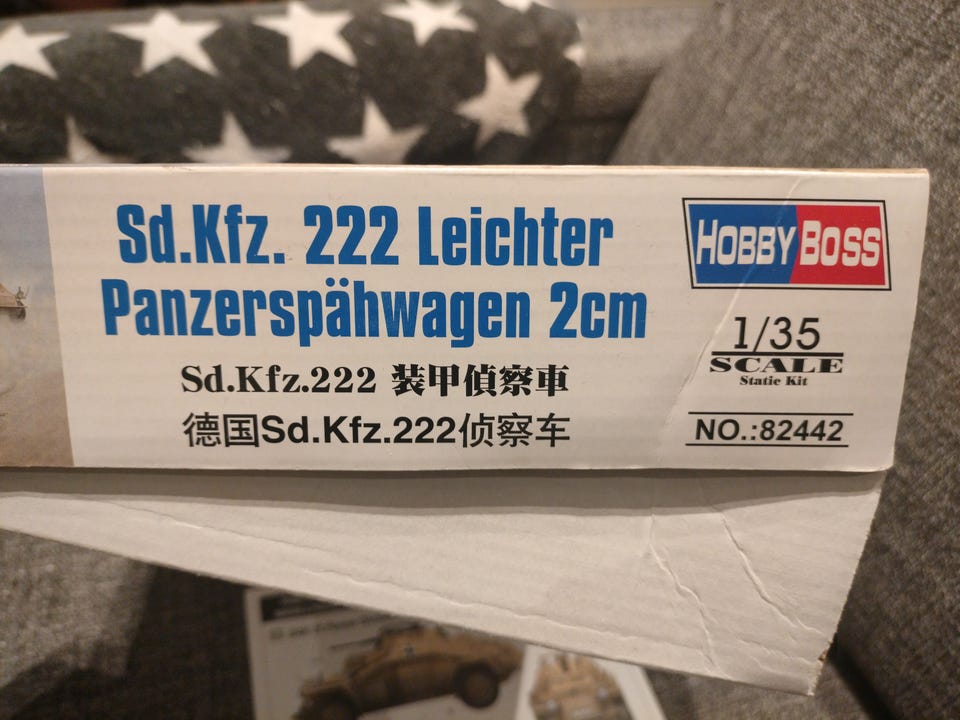 Sd.Kfz. 222 Leichter
Panzerspähwagen 2cm
Sd.Kfz.222 装甲偵察車
德国Sd.Kfz.222侦察车
HOBBY BOSS
1/35
SCALE
Static Kit
NO.:82442